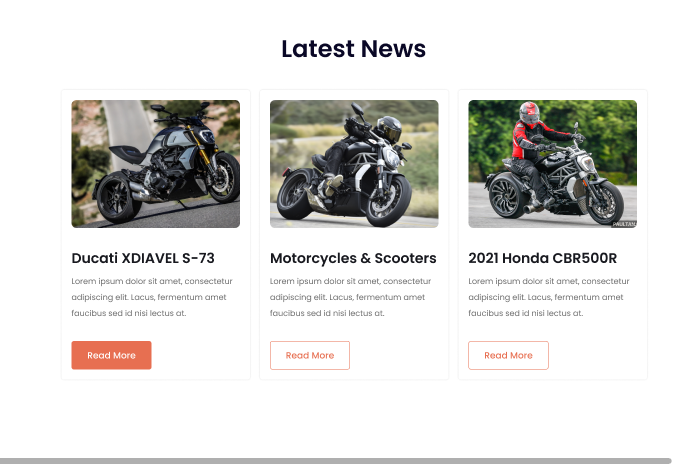 Latest News
Ducati XDIAVEL S-73
Lorem ipsum dolor sit amet, consectetur
adipiscing elit. Lacus, fermentum amet
faucibus sed id nisi lectus at.
Read More
Motorcycles & Scooters
Lorem ipsum dolor sit amet, consectetur
adipiscing elit. Lacus, fermentum amet
faucibus sed id nisi lectus at.
Read More
PAULTAN
2021 Honda CBR500R
Lorem ipsum dolor sit amet, consectetur
adipiscing elit. Lacus, fermentum amet
faucibus sed id nisi lectus at.
Read More